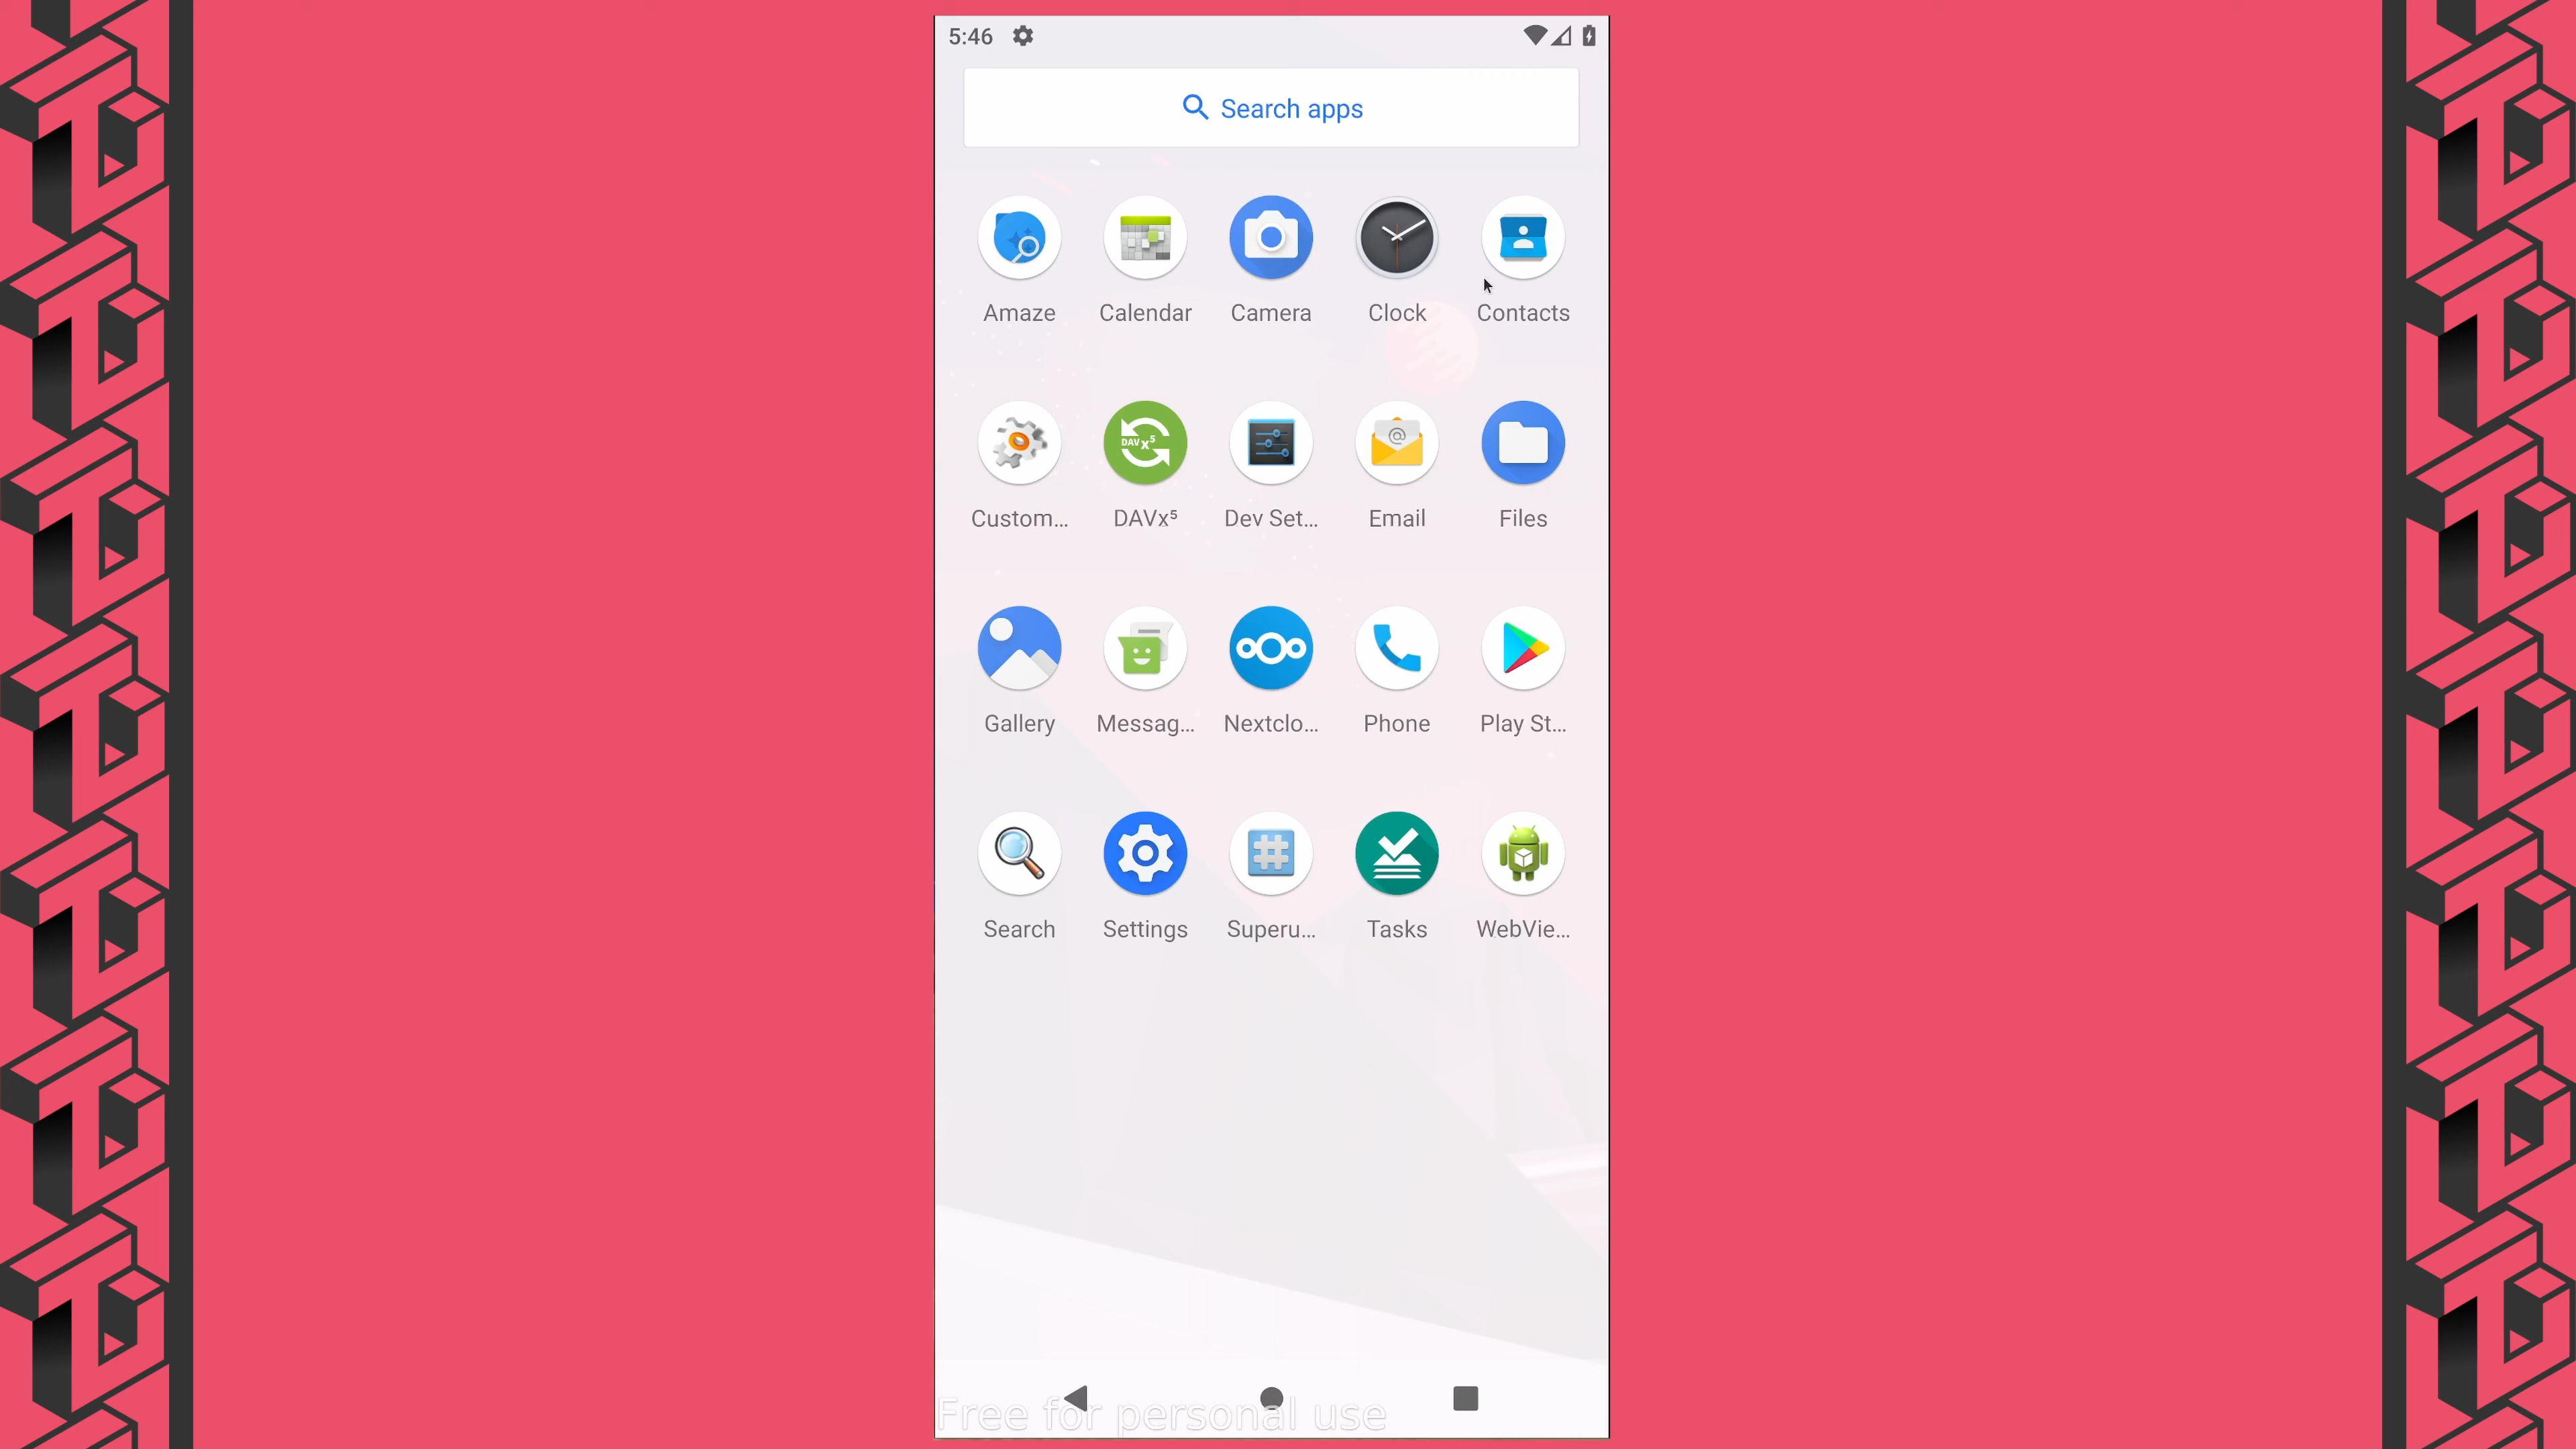 5:46
Search apps
Amaze Calendar Camera Clock Contacts
Custom… DAVx⁵ Dev Set… Email Files
Gallery Messag… Nextclo… Phone Play St…
Search Settings Superu… Tasks WebVie…
Free for personal use